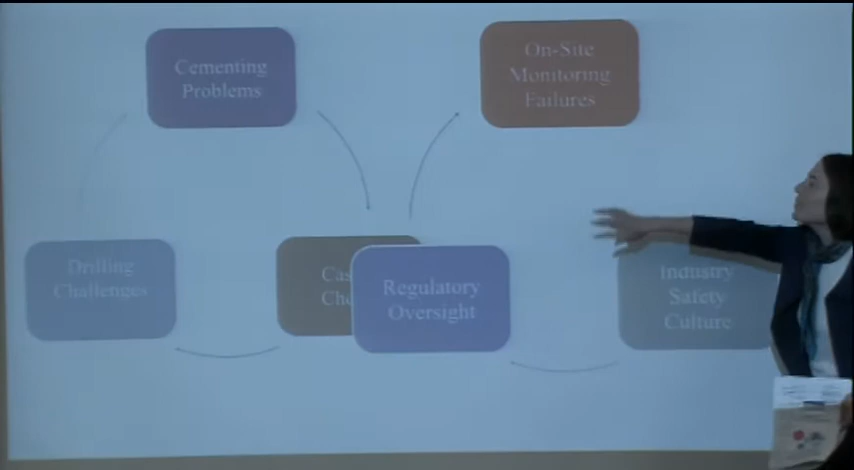 Cementing
Problems
On-Site
Monitoring
Failures
Drilling
Challenges
Regulatory
Oversight
Industry
Safety
Culture